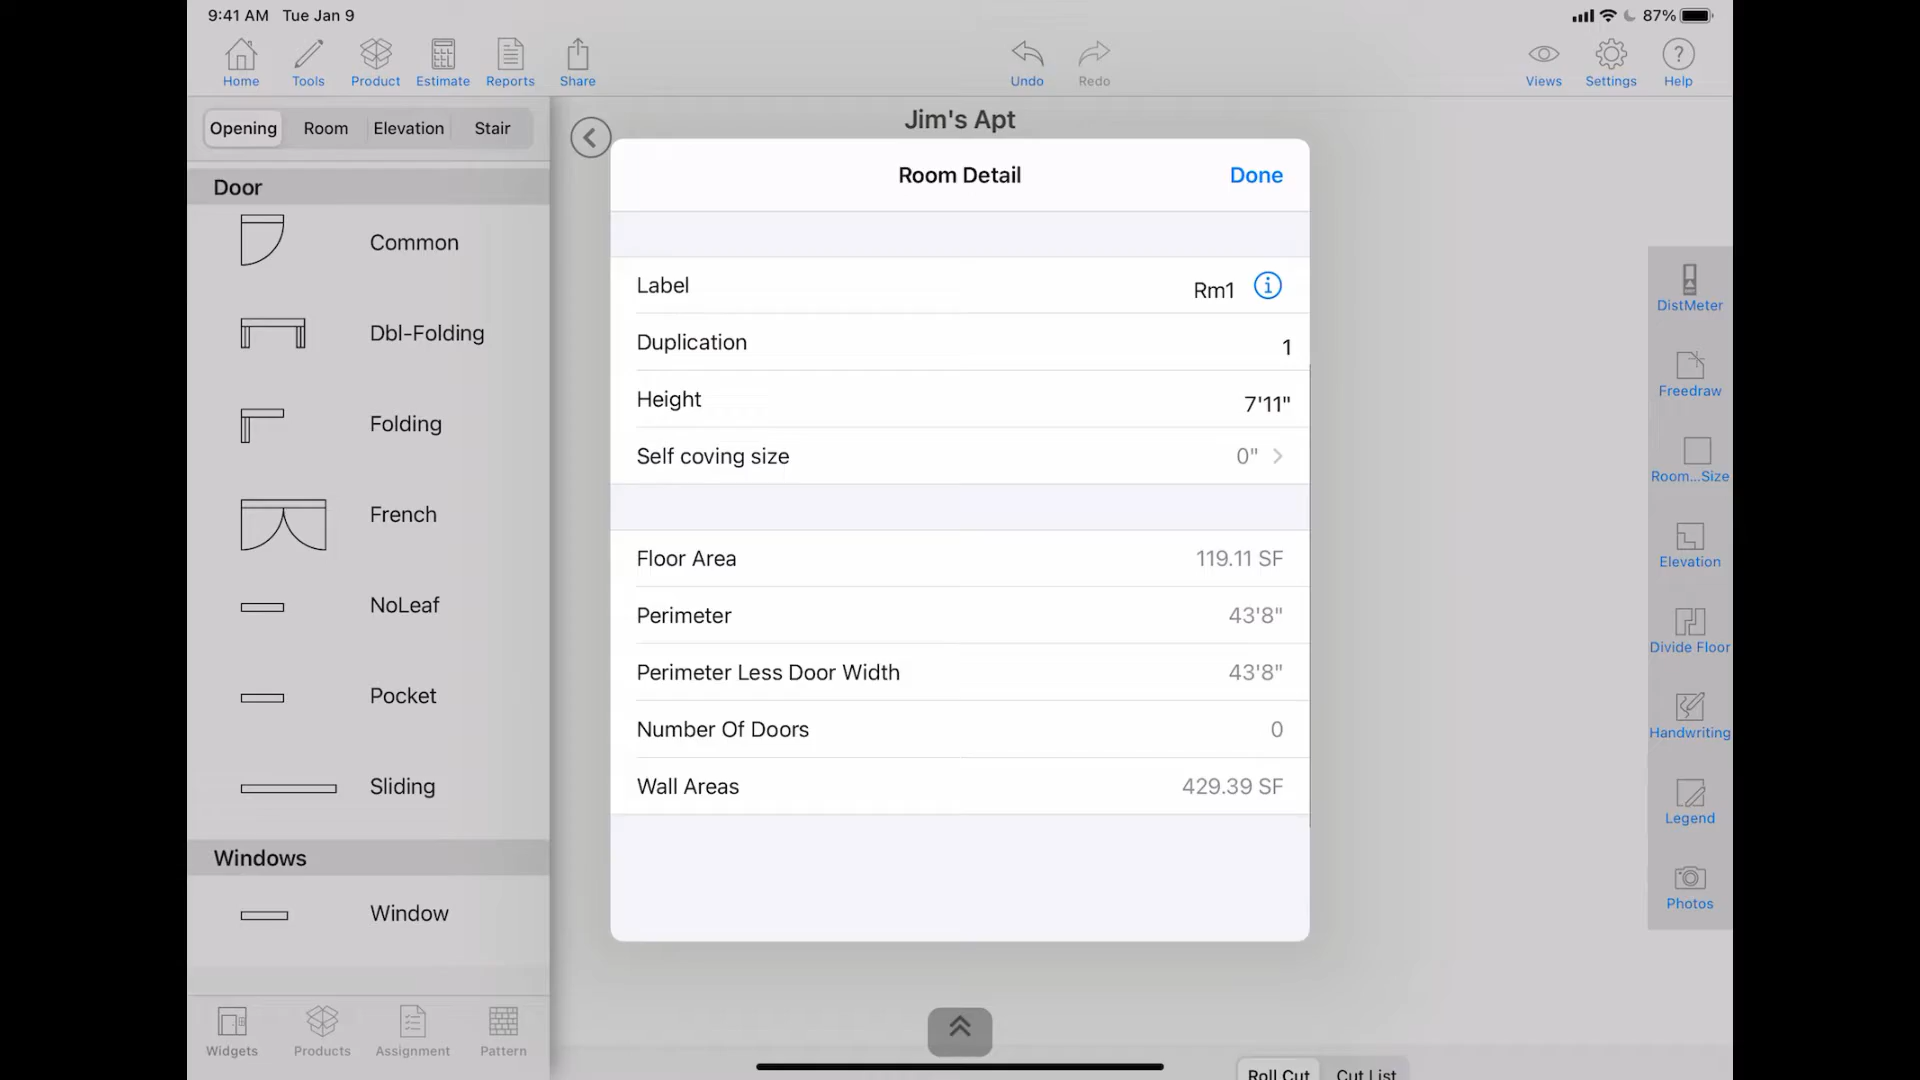 9:41 AM Tue Jan 9
87%
Home
Tools
Product
Estimate
Reports
Share
Undo
Redo
Views
Settings
Help
Opening
Room
Elevation
Stair
Jim's Apt
Door
Common
Dbl-Folding
Folding
French
NoLeaf
Pocket
Sliding
Windows
Window
Widgets
Products
Assignment
Pattern
Room Detail
Done
Label Rm1
Duplication 1
Height 7'11"
Self coving size 0"
Floor Area 119.11 SF
Perimeter 43'8"
Perimeter Less Door Width 43'8"
Number Of Doors 0
Wall Areas 429.39 SF
DistMeter
Freedraw
Room...Size
Elevation
Divide Floor
Handwriting
Legend
Photos
Roll Cut
Cut List